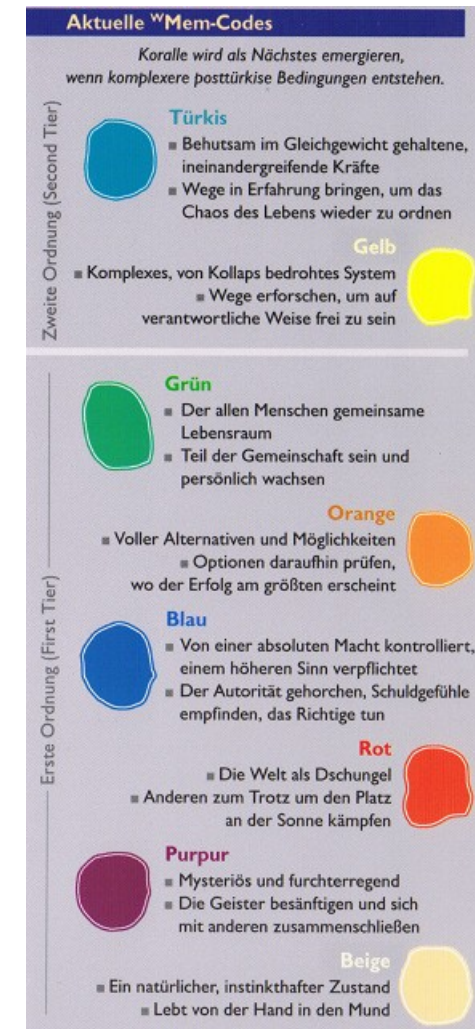 Aktuelle ᵂMem-Codes
Koralle wird als Nächstes emergieren,
wenn komplexere posttürkise Bedingungen entstehen.
Zweite Ordnung (Second Tier)
Türkis
■ Behutsam im Gleichgewicht gehaltene,
ineinandergreifende Kräfte
■ Wege in Erfahrung bringen, um das
Chaos des Lebens wieder zu ordnen
Gelb
■ Komplexes, von Kollaps bedrohtes System
■ Wege erforschen, um auf
verantwortliche Weise frei zu sein
Erste Ordnung (First Tier)
Grün
■ Der allen Menschen gemeinsame
Lebensraum
■ Teil der Gemeinschaft sein und
persönlich wachsen
Orange
■ Voller Alternativen und Möglichkeiten
■ Optionen daraufhin prüfen,
wo der Erfolg am größten erscheint
Blau
■ Von einer absoluten Macht kontrolliert,
einem höheren Sinn verpflichtet
■ Der Autorität gehorchen, Schuldgefühle
empfinden, das Richtige tun
Rot
■ Die Welt als Dschungel
■ Anderen zum Trotz um den Platz
an der Sonne kämpfen
Purpur
■ Mysteriös und furchterregend
■ Die Geister besänftigen und sich
mit anderen zusammenschließen
Beige
■ Ein natürlicher, instinkthafter Zustand
■ Lebt von der Hand in den Mund